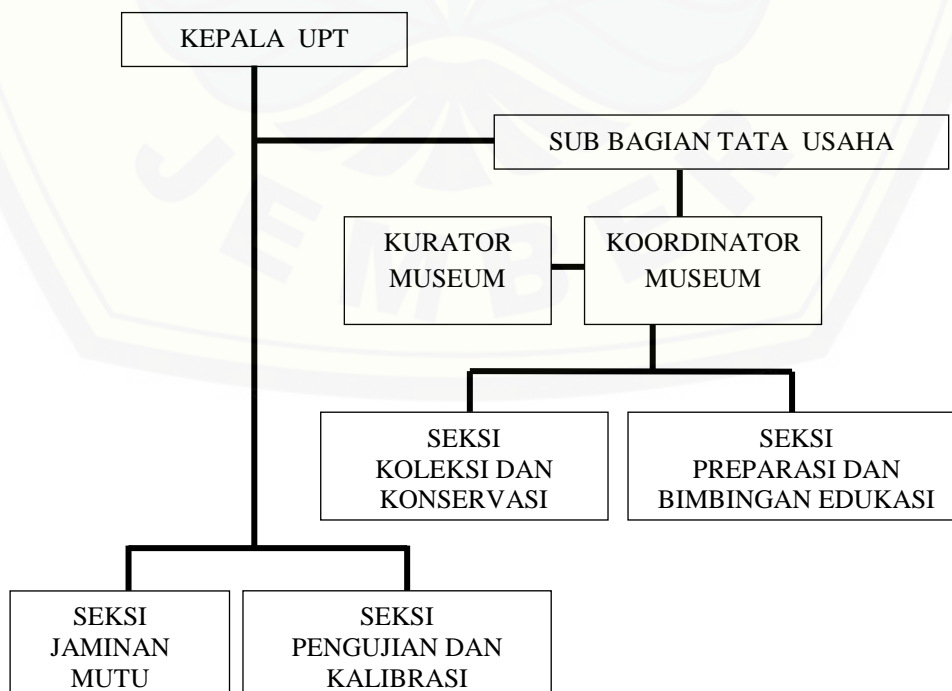 KEPALA UPT
SUB BAGIAN TATA USAHA
KURATOR
MUSEUM
KOORDINATOR
MUSEUM
SEKSI
KOLEKSI DAN
KONSERVASI
SEKSI
PREPARASI DAN
BIMBINGAN EDUKASI
SEKSI
JAMINAN
MUTU
SEKSI
PENGUJIAN DAN
KALIBRASI
JEMBER